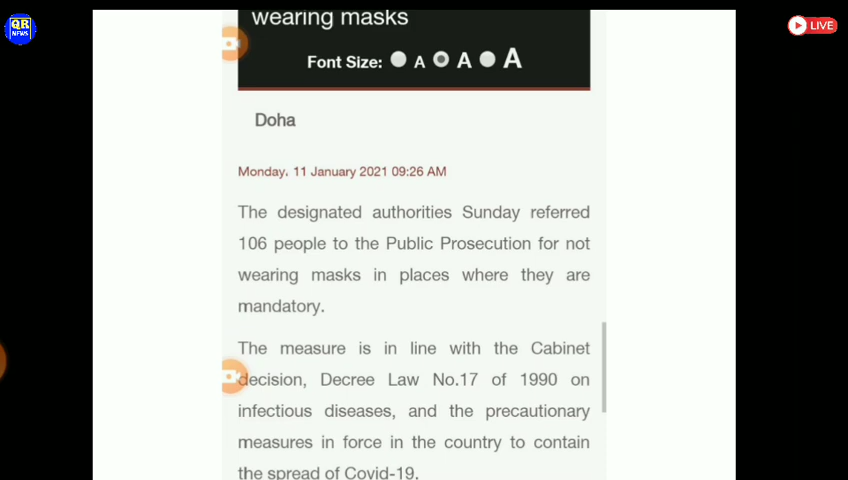 QR
NEWS
LIVE
wearing masks
Font Size: A A A
Doha
Monday, 11 January 2021 09:26 AM
The designated authorities Sunday referred
106 people to the Public Prosecution for not
wearing masks in places where they are
mandatory.
The measure is in line with the Cabinet
decision, Decree Law No.17 of 1990 on
infectious diseases, and the precautionary
measures in force in the country to contain
the spread of Covid-19.